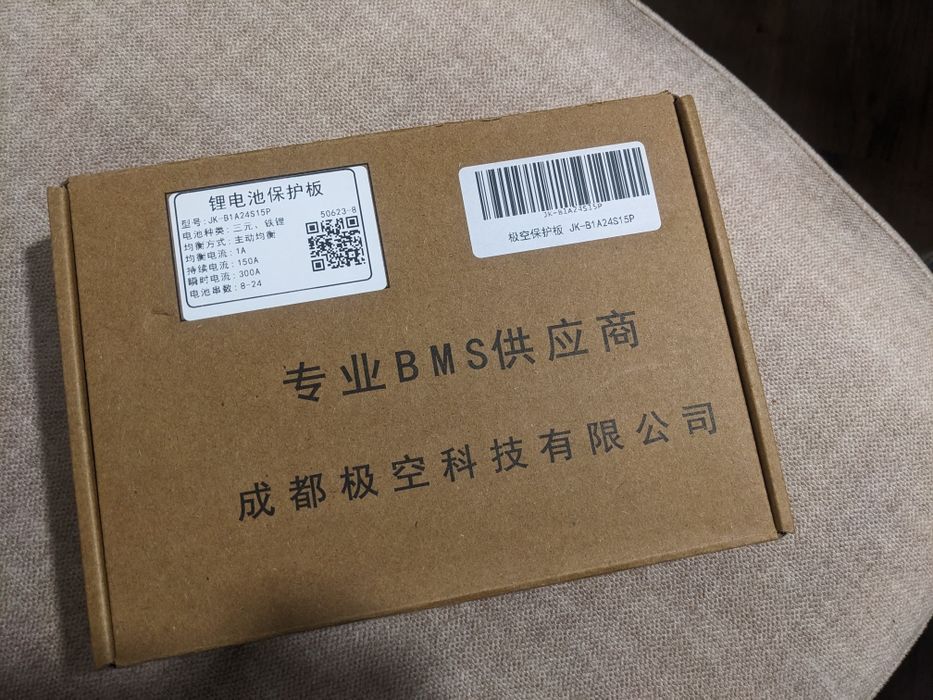 锂电池保护板
型号:JK-B1A24S15P
50623-8
电池种类:三元、铁锂
均衡方式:主动均衡
均衡电流:1A
持续电流:150A
瞬时电流:300A
电池串数:8-24
JK-B1A24S15P
极空保护板 JK-B1A24S15P
专业BMS供应商
成都极空科技有限公司